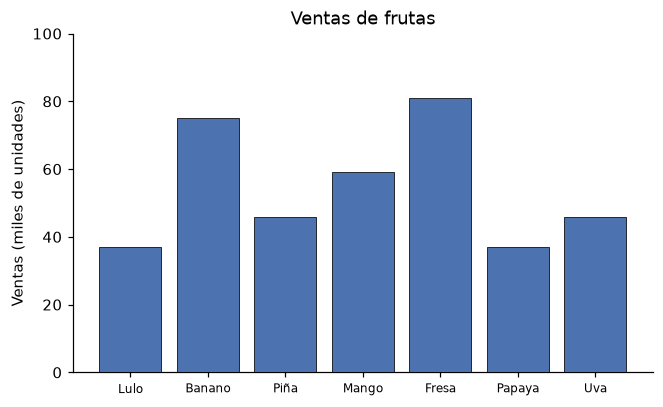 Ventas de frutas
Ventas (miles de unidades)
100
80
60
40
20
0
Lulo Banano Piña Mango Fresa Papaya Uva